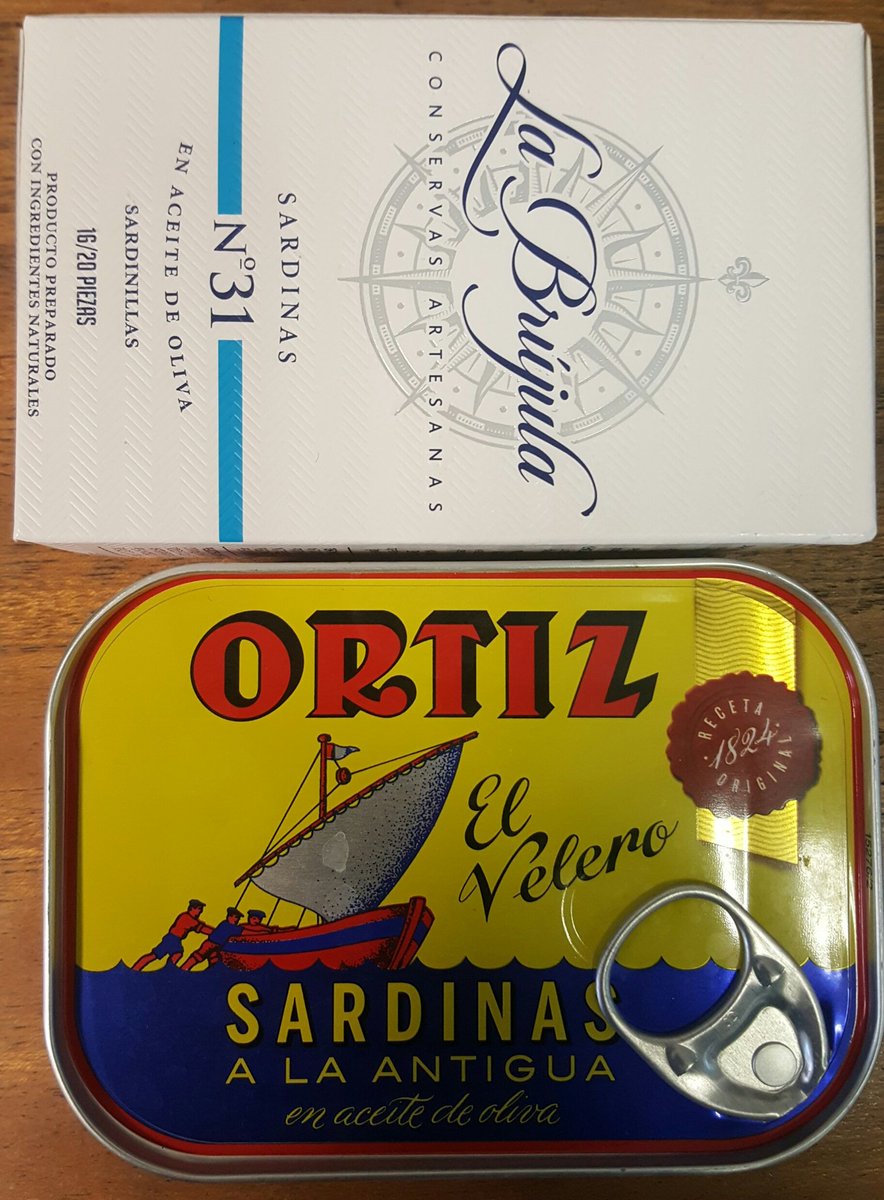 La Brújula
CONSERVAS ARTESANAS
SARDINAS
Nº31
EN ACEITE DE OLIVA
SARDINILLAS
16/20 PIEZAS
PRODUCTO PREPARADO
CON INGREDIENTES NATURALES
ORTIZ
RECETA
·1824·
ORIGINAL
El
Velero
SARDINAS
A LA ANTIGUA
en aceite de oliva